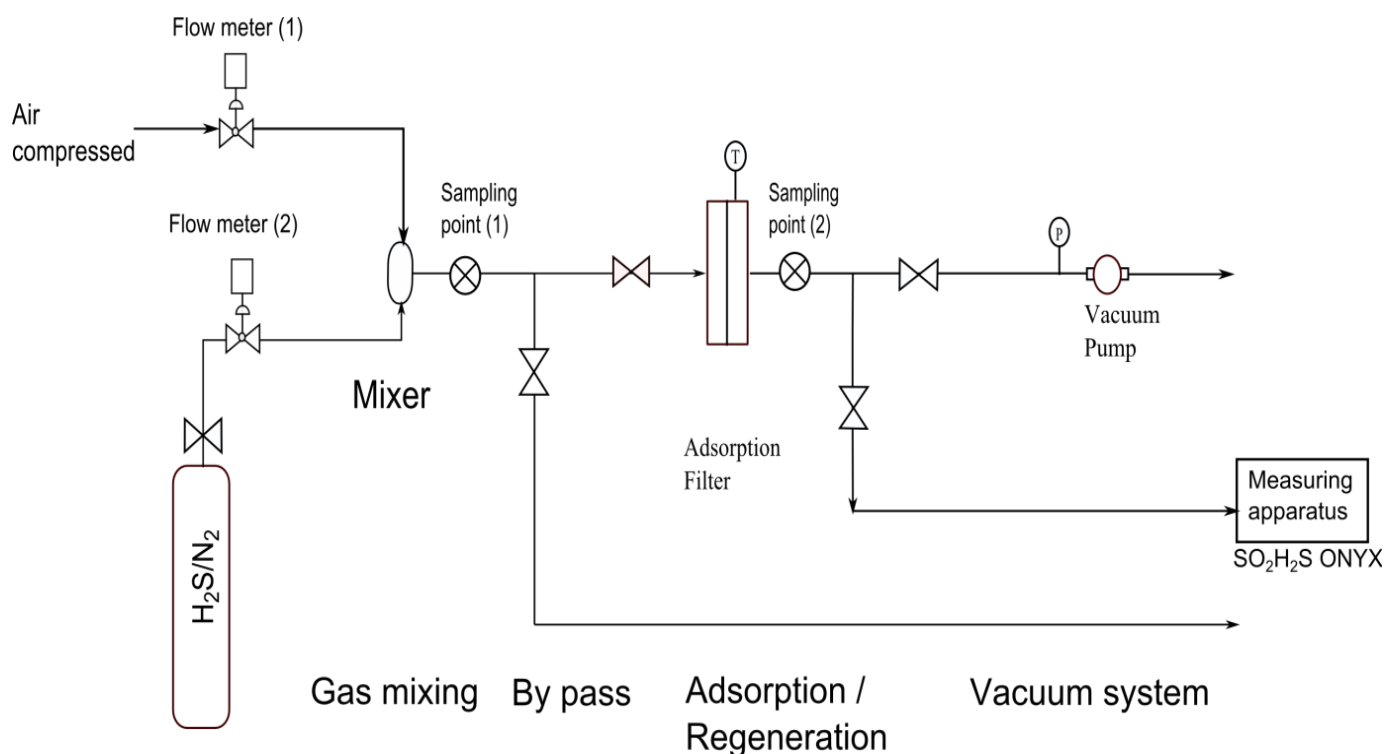 Flow meter (1)
Air
compressed
Flow meter (2)
Sampling
point (1)
T
Sampling
point (2)
P
Vacuum
Pump
Mixer
Adsorption
Filter
Measuring
apparatus
SO₂H₂S ONYX
H₂S/N₂
Gas mixing
By pass
Adsorption /
Regeneration
Vacuum system